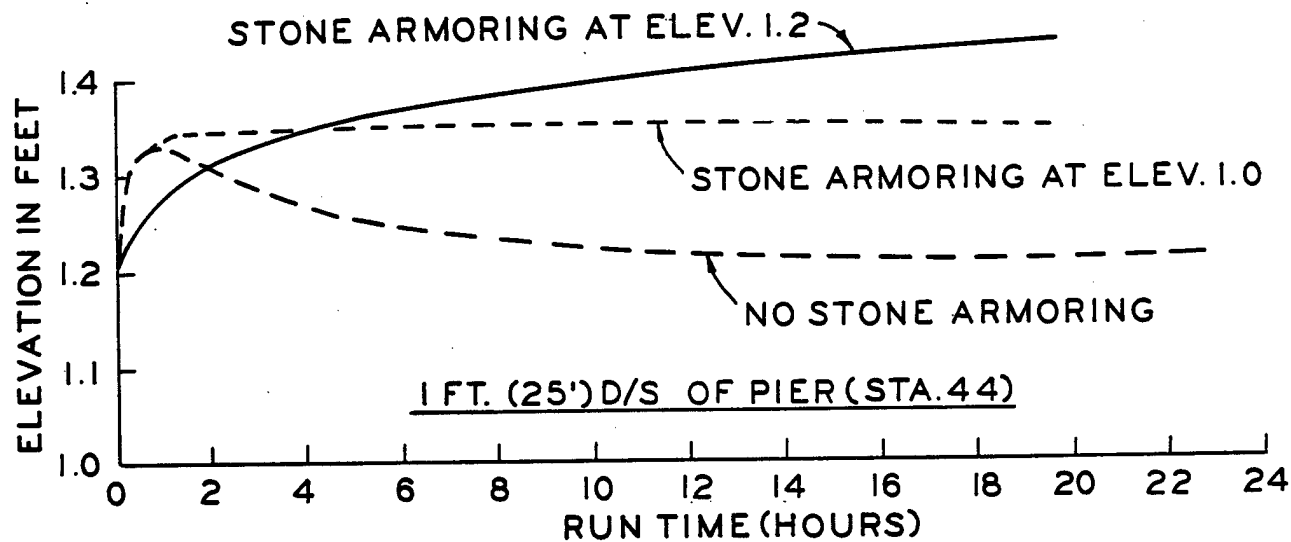 STONE ARMORING AT ELEV. 1.2
ELEVATION IN FEET
1.4
1.3
1.2
1.1
1.0
STONE ARMORING AT ELEV. 1.0
NO STONE ARMORING
1 FT. (25') D/S OF PIER (STA. 44)
0 2 4 6 8 10 12 14 16 18 20 22 24
RUN TIME (HOURS)